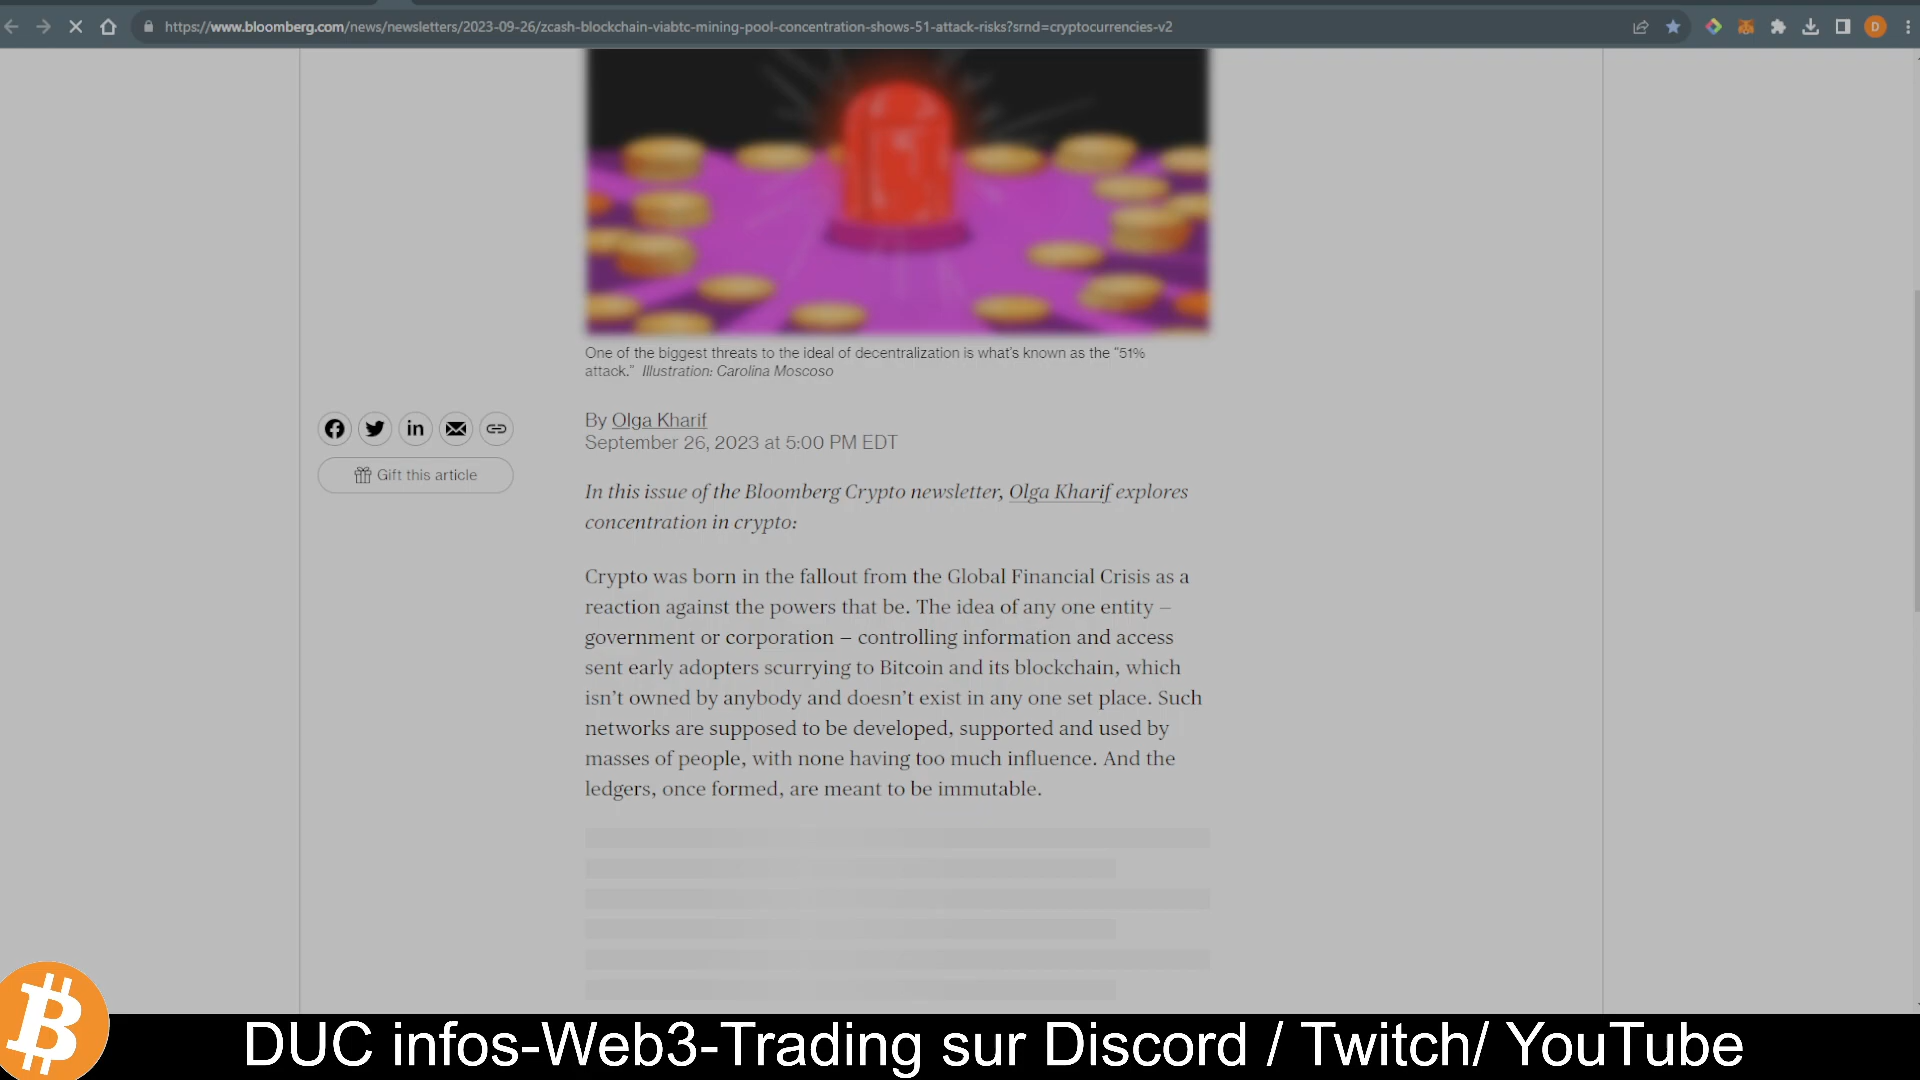 https://www.bloomberg.com/news/newsletters/2023-09-26/zcash-blockchain-viabtc-mining-pool-concentration-shows-51-attack-risks?srnd=cryptocurrencies-v2
D
One of the biggest threats to the ideal of decentralization is what's known as the "51%
attack." Illustration: Carolina Moscoso
By Olga Kharif
September 26, 2023 at 5:00 PM EDT
Gift this article
In this issue of the Bloomberg Crypto newsletter, Olga Kharif explores
concentration in crypto:
Crypto was born in the fallout from the Global Financial Crisis as a
reaction against the powers that be. The idea of any one entity –
government or corporation – controlling information and access
sent early adopters scurrying to Bitcoin and its blockchain, which
isn't owned by anybody and doesn't exist in any one set place. Such
networks are supposed to be developed, supported and used by
masses of people, with none having too much influence. And the
ledgers, once formed, are meant to be immutable.
DUC infos-Web3-Trading sur Discord / Twitch/ YouTube